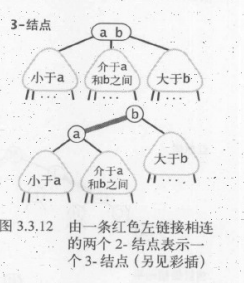 3-结点
a b
小于a
介于a
和b之间
大于b
b
a
小于a
介于a
和b之间
大于b
图 3.3.12 由一条红色左链接相连
的两个 2- 结点表示一
个 3- 结点（另见彩插）